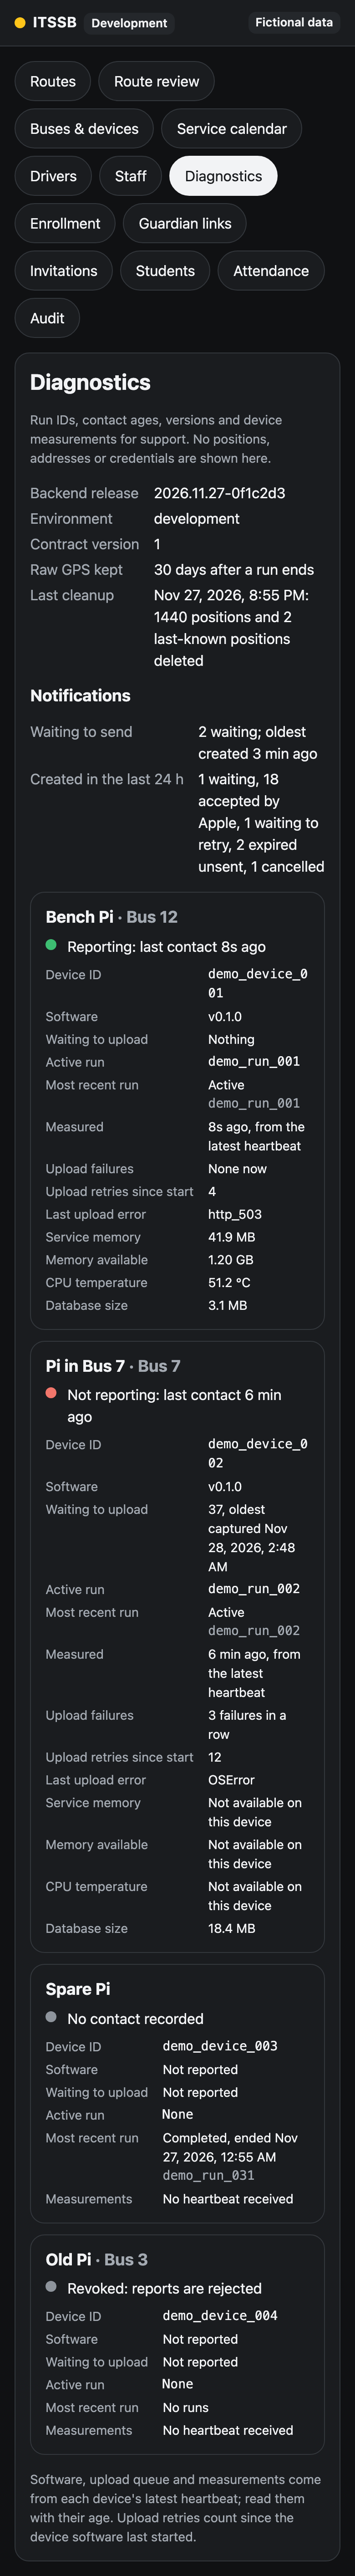 ITSSB Development Fictional data
Routes Route review
Buses & devices Service calendar
Drivers Staff Diagnostics
Enrollment Guardian links
Invitations Students Attendance
Audit
Diagnostics
Run IDs, contact ages, versions and device
measurements for support. No positions,
addresses or credentials are shown here.
Backend release 2026.11.27-0f1c2d3
Environment development
Contract version 1
Raw GPS kept 30 days after a run ends
Last cleanup Nov 27, 2026, 8:55 PM:
1440 positions and 2
last-known positions
deleted
Notifications
Waiting to send 2 waiting; oldest
created 3 min ago
Created in the last 24 h 1 waiting, 18
accepted by
Apple, 1 waiting to
retry, 2 expired
unsent, 1 cancelled
Bench Pi · Bus 12
Reporting: last contact 8s ago
Device ID demo_device_0
01
Software v0.1.0
Waiting to upload Nothing
Active run demo_run_001
Most recent run Active
demo_run_001
Measured 8s ago, from the
latest heartbeat
Upload failures None now
Upload retries since start 4
Last upload error http_503
Service memory 41.9 MB
Memory available 1.20 GB
CPU temperature 51.2 °C
Database size 3.1 MB
Pi in Bus 7 · Bus 7
Not reporting: last contact 6 min
ago
Device ID demo_device_0
02
Software v0.1.0
Waiting to upload 37, oldest
captured Nov
28, 2026, 2:48
AM
Active run demo_run_002
Most recent run Active
demo_run_002
Measured 6 min ago, from
the latest
heartbeat
Upload failures 3 failures in a
row
Upload retries since start 12
Last upload error OSError
Service memory Not available on
this device
Memory available Not available on
this device
CPU temperature Not available on
this device
Database size 18.4 MB
Spare Pi
No contact recorded
Device ID demo_device_003
Software Not reported
Waiting to upload Not reported
Active run None
Most recent run Completed, ended Nov
27, 2026, 12:55 AM
demo_run_031
Measurements No heartbeat received
Old Pi · Bus 3
Revoked: reports are rejected
Device ID demo_device_004
Software Not reported
Waiting to upload Not reported
Active run None
Most recent run No runs
Measurements No heartbeat received
Software, upload queue and measurements come
from each device's latest heartbeat; read them
with their age. Upload retries count since the
device software last started.